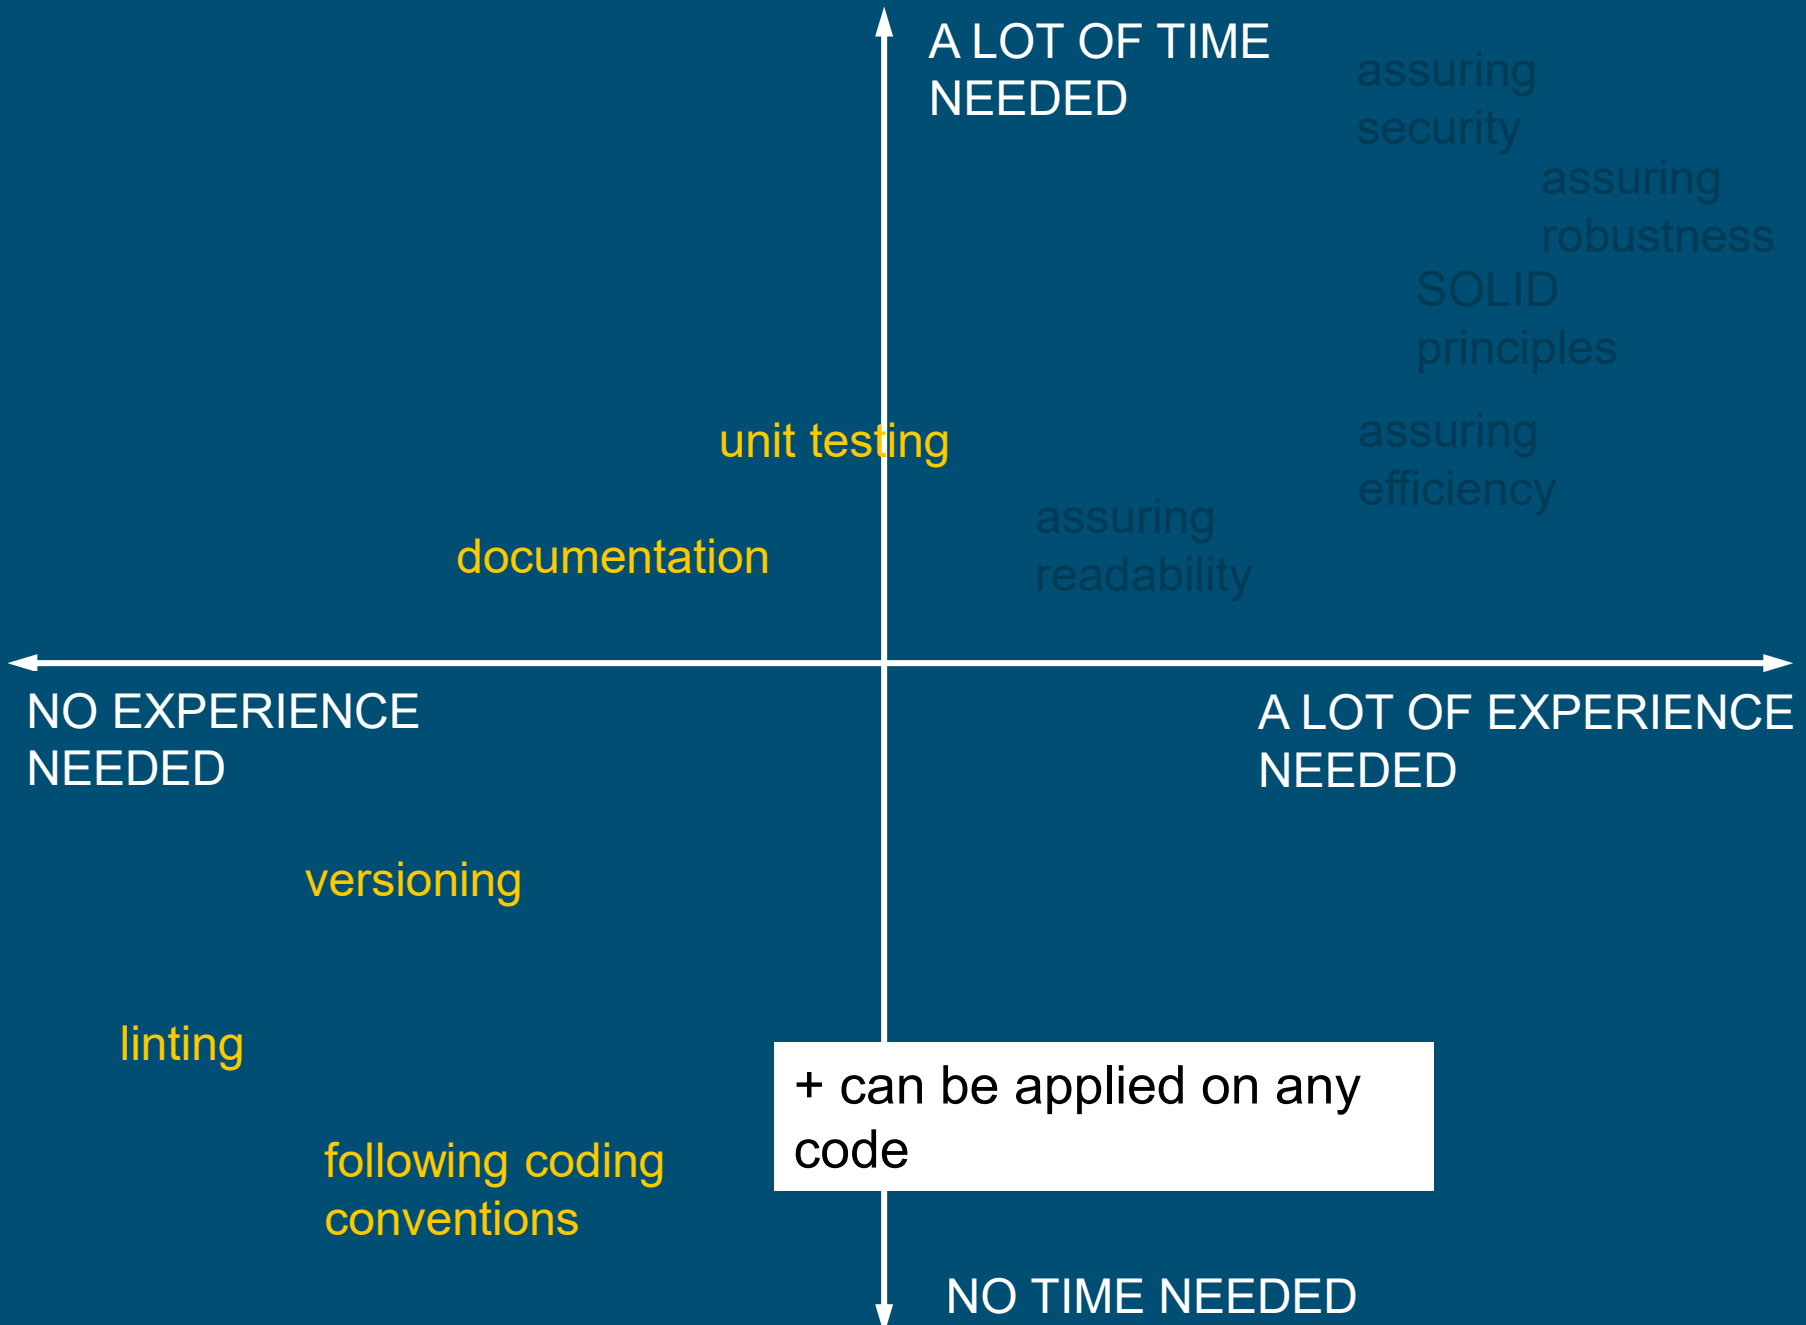 A LOT OF TIME
NEEDED
assuring
security
assuring
robustness
SOLID
principles
unit testing
assuring
efficiency
assuring
readability
documentation
NO EXPERIENCE
NEEDED
A LOT OF EXPERIENCE
NEEDED
versioning
linting
+ can be applied on any
code
following coding
conventions
NO TIME NEEDED